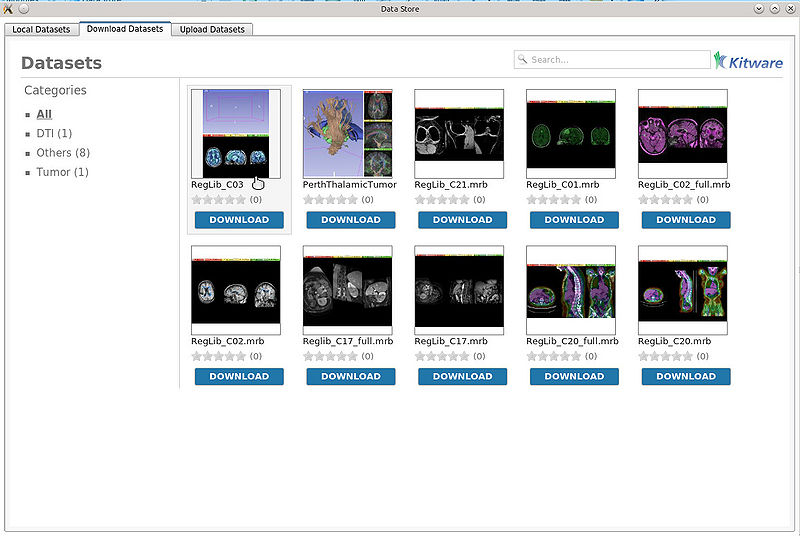 Data Store
Local Datasets Download Datasets Upload Datasets
Datasets
Search...
Kitware
Categories
All
DTI (1)
Others (8)
Tumor (1)
RegLib_C03 PerthThalamicTumor RegLib_C21.mrb RegLib_C01.mrb RegLib_C02_full.mrb
(0) (0) (0) (0) (0)
DOWNLOAD DOWNLOAD DOWNLOAD DOWNLOAD DOWNLOAD
RegLib_C02.mrb Reglib_C17_full.mrb RegLib_C17.mrb RegLib_C20_full.mrb RegLib_C20.mrb
(0) (0) (0) (0) (0)
DOWNLOAD DOWNLOAD DOWNLOAD DOWNLOAD DOWNLOAD